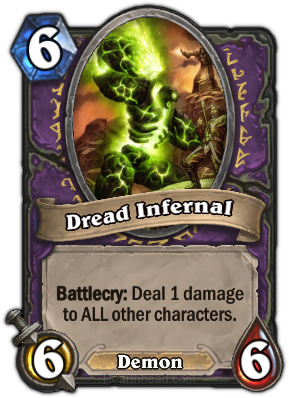 6
Dread Infernal
Battlecry: Deal 1 damage
to ALL other characters.
6
Demon
6